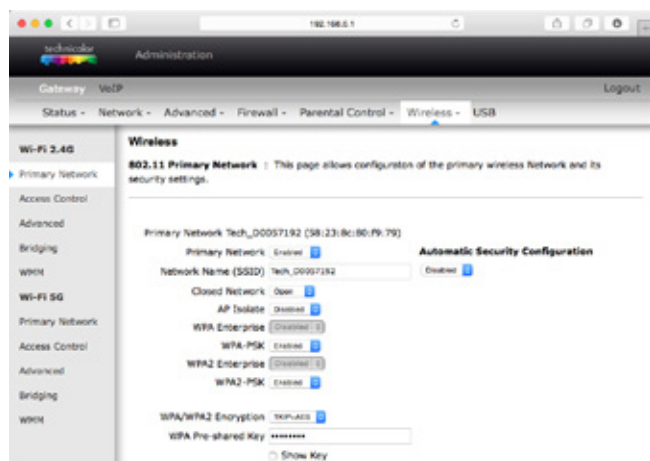 192.168.0.1
technicolor
Administration
Gateway VoIP Logout
Status - Network - Advanced - Firewall - Parental Control - Wireless - USB
Wi-Fi 2.4G
Primary Network
Access Control
Advanced
Bridging
WMM
Wi-Fi 5G
Primary Network
Access Control
Advanced
Bridging
WMM
Wireless
802.11 Primary Network : This page allows configuraton of the primary wireless Network and its
security settings.
Primary Network Tech_D0057192 (58:23:8c:80:f9:79)
Primary Network Enabled
Automatic Security Configuration
Disabled
Network Name (SSID) Tech_D0057192
Closed Network Open
AP Isolate Disabled
WPA Enterprise Disabled
WPA-PSK Enabled
WPA2 Enterprise Disabled
WPA2-PSK Enabled
WPA/WPA2 Encryption TKIP+AES
WPA Pre-shared Key ••••••••
Show Key